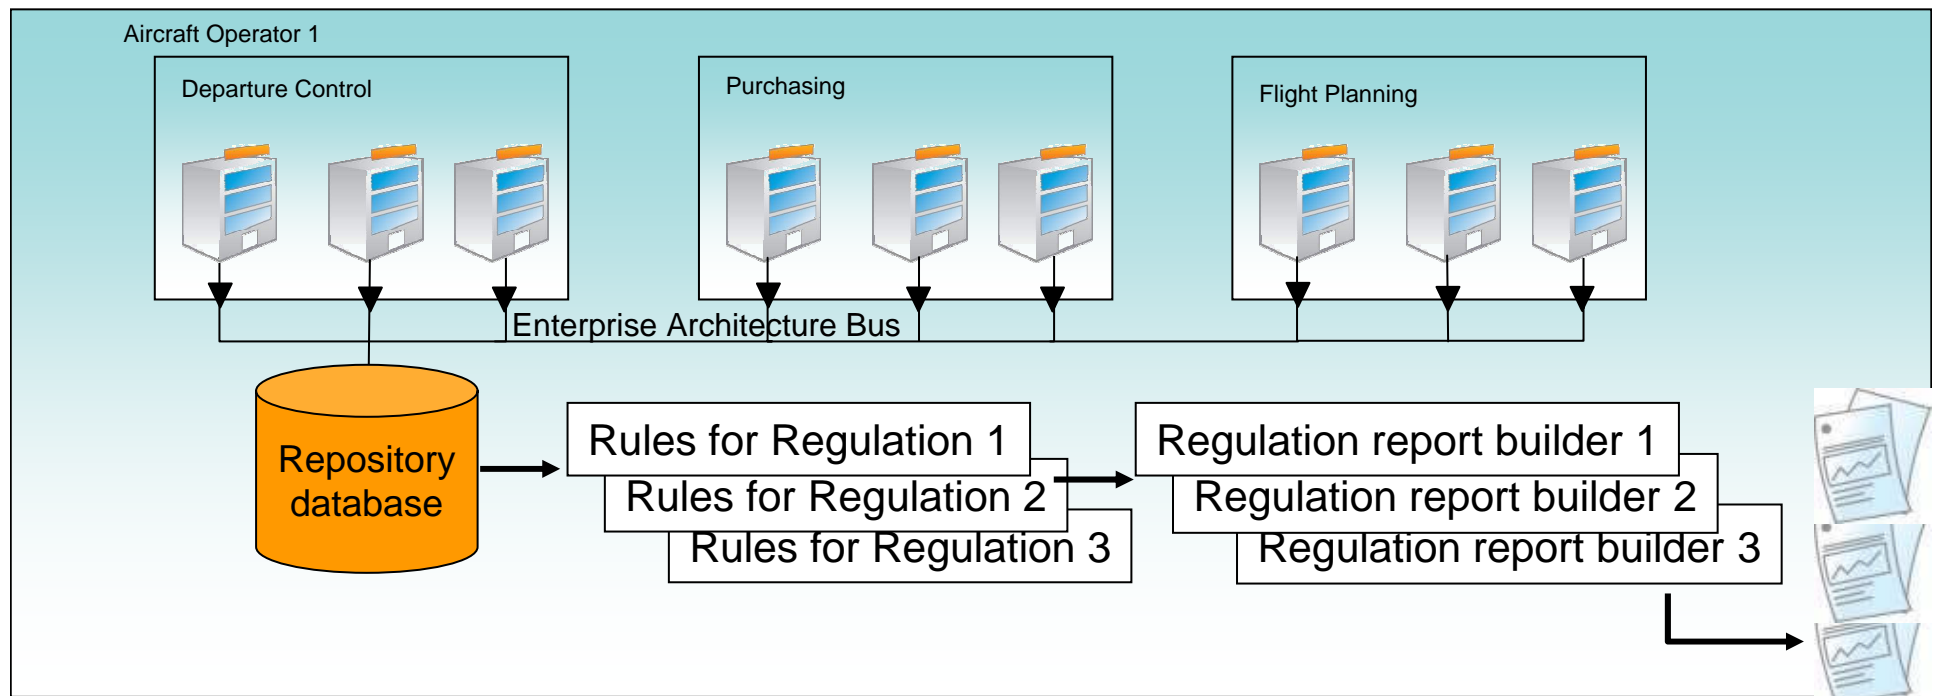 Aircraft Operator 1
Departure Control
Purchasing
Flight Planning
Enterprise Architecture Bus
Repository
database
Rules for Regulation 1
Rules for Regulation 2
Rules for Regulation 3
Regulation report builder 1
Regulation report builder 2
Regulation report builder 3